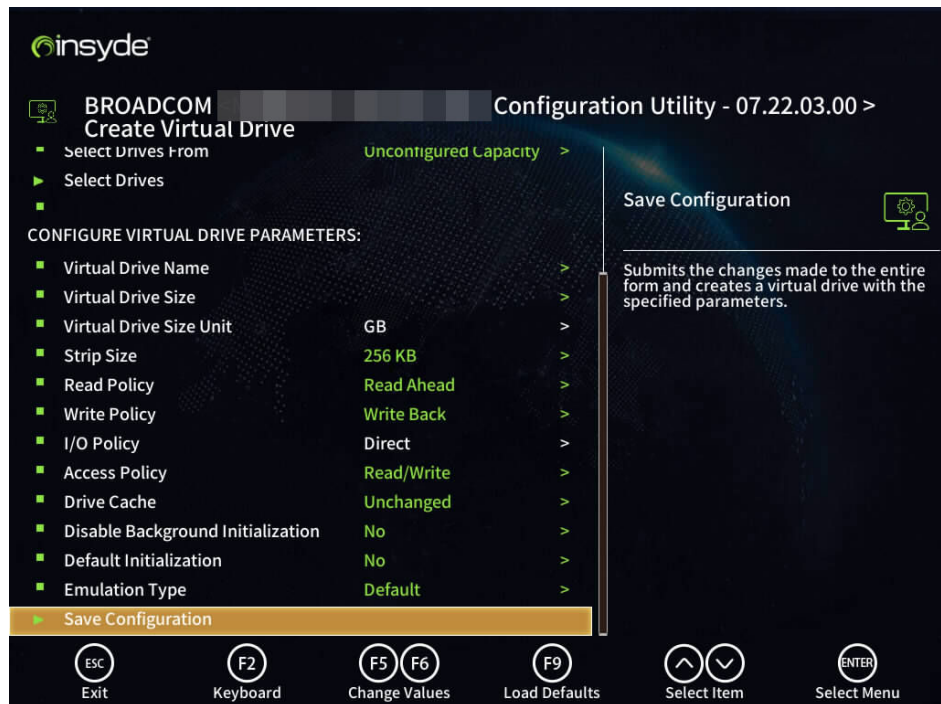 insyde
BROADCOM Configuration Utility - 07.22.03.00 >
Create Virtual Drive
Select Drives From Unconfigured Capacity >
Select Drives
CONFIGURE VIRTUAL DRIVE PARAMETERS:
Virtual Drive Name >
Virtual Drive Size >
Virtual Drive Size Unit GB >
Strip Size 256 KB >
Read Policy Read Ahead >
Write Policy Write Back >
I/O Policy Direct >
Access Policy Read/Write >
Drive Cache Unchanged >
Disable Background Initialization No >
Default Initialization No >
Emulation Type Default >
Save Configuration
Save Configuration
Submits the changes made to the entire
form and creates a virtual drive with the
specified parameters.
ESC F2 F5 F6 F9 ENTER
Exit Keyboard Change Values Load Defaults Select Item Select Menu